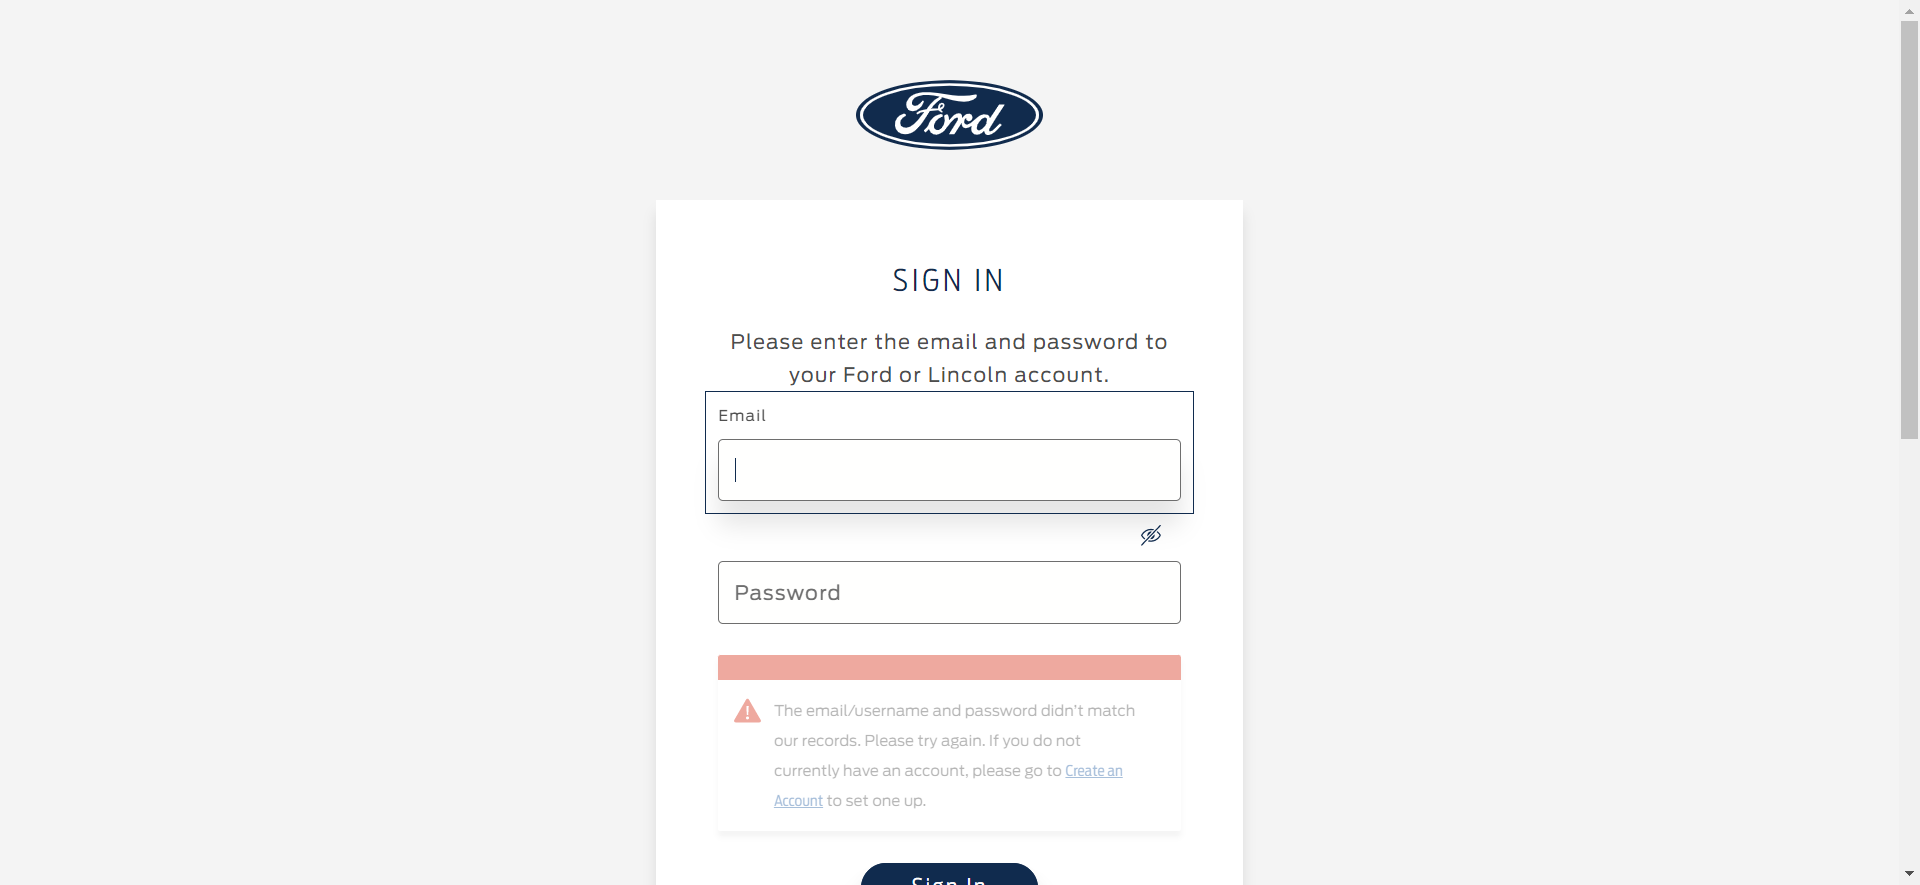 Ford
SIGN IN
Please enter the email and password to
your Ford or Lincoln account.
Email
Password
The email/username and password didn't match
our records. Please try again. If you do not
currently have an account, please go to Create an
Account to set one up.
Sign In